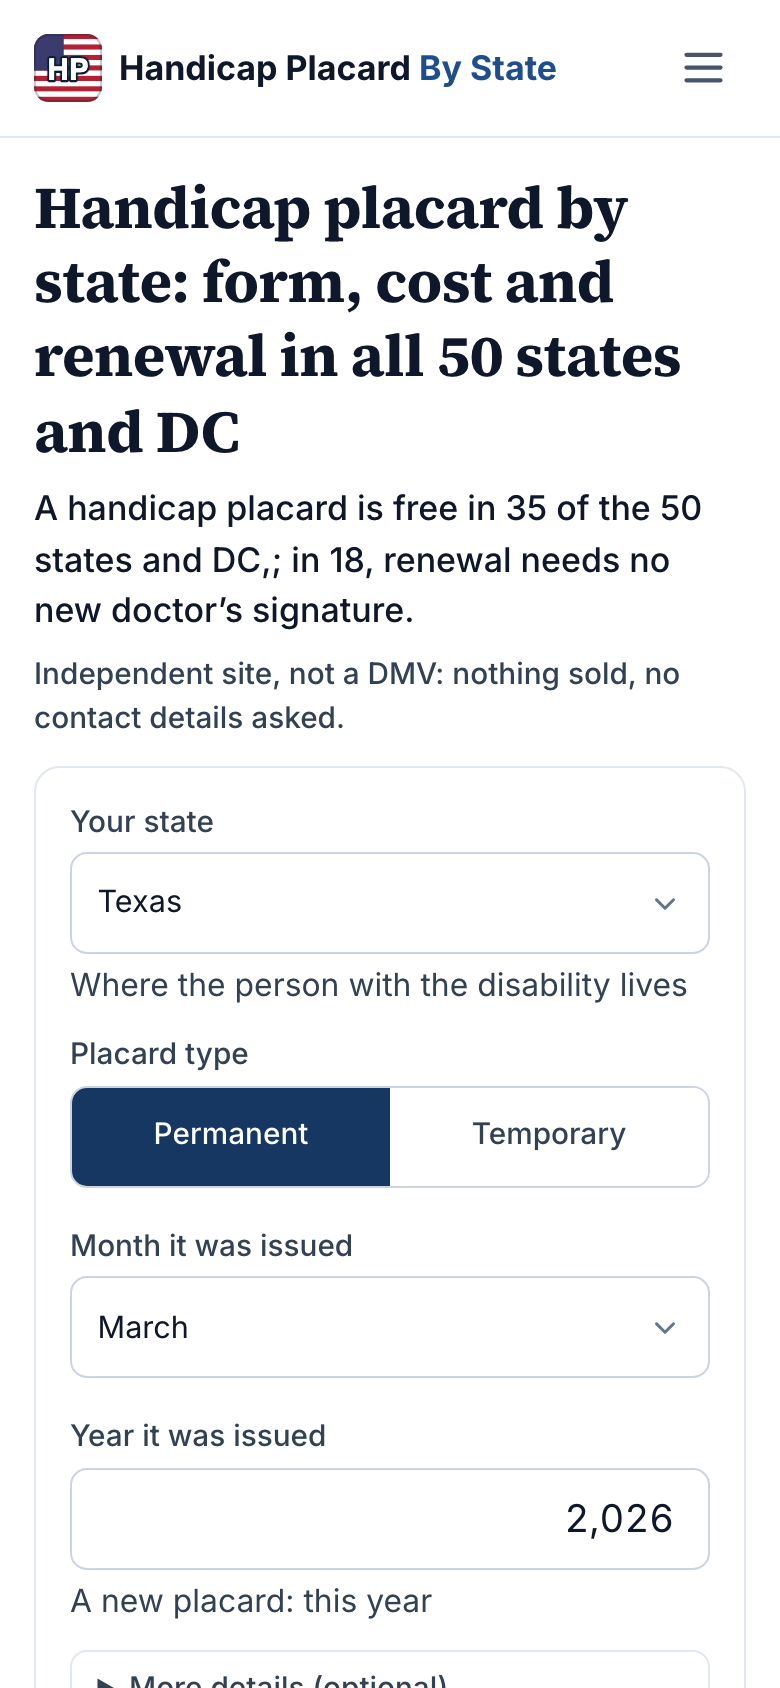 HP
Handicap Placard By State
Handicap placard by
state: form, cost and
renewal in all 50 states
and DC
A handicap placard is free in 35 of the 50
states and DC,; in 18, renewal needs no
new doctor’s signature.
Independent site, not a DMV: nothing sold, no
contact details asked.
Your state
Texas
Where the person with the disability lives
Placard type
Permanent
Temporary
Month it was issued
March
Year it was issued
2,026
A new placard: this year
More details (optional)